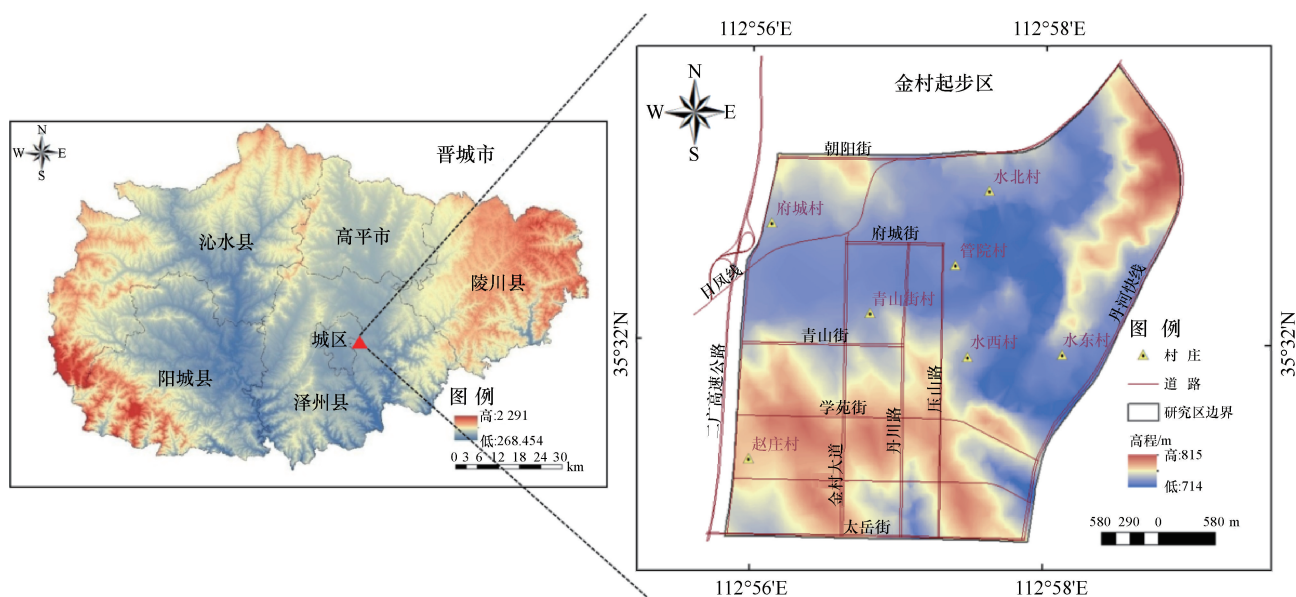 N
W
E
S
晋城市
沁水县
高平市
陵川县
城区
阳城县
泽州县
图 例
高:2 291
低:268.454
0 3 6 12 18 24 30
km
112°56'E
112°58'E
金村起步区
N
W
E
S
朝阳街
水北村
府城村
府城街
管院村
日凤线
青山街村
丹河快线
图 例
青山街
水西村
水东村
村 庄
35°32'N
35°32'N
二广高速公路
压山路
道 路
学苑街
研究区边界
丹川路
赵庄村
金村大道
高程/m
高:815
低:714
太岳街
580 290 0 580 m
112°56'E
112°58'E